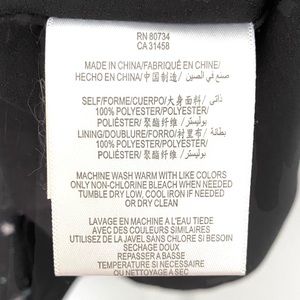 RN 80734
CA 31458
MADE IN CHINA/FABRIQUÉ EN CHINE/
HECHO EN CHINA/中国制造/ صنع في الصين
SELF/FORME/CUERPO/大身面料/ ذاتى
100% POLYESTER/POLYESTER/
POLIÉSTER/聚酯纤维/ بوليستر
LINING/DOUBLURE/FORRO/衬里布/ بطانة
100% POLYESTER/POLYESTER/
POLIÉSTER/聚酯纤维/ بوليستر
MACHINE WASH WARM WITH LIKE COLORS
ONLY NON-CHLORINE BLEACH WHEN NEEDED
TUMBLE DRY LOW, COOL IRON IF NEEDED
OR DRY CLEAN
LAVAGE EN MACHINE A L'EAU TIEDE
AVEC DES COULEURS SIMILAIRES
UTILISEZ DE LA JAVEL SANS CHLORE SI BESOIN
SECHAGE DOUX
REPASSER A BASSE
TEMPERATURE SI NECESSAIRE
OU NETTOYAGE A SEC